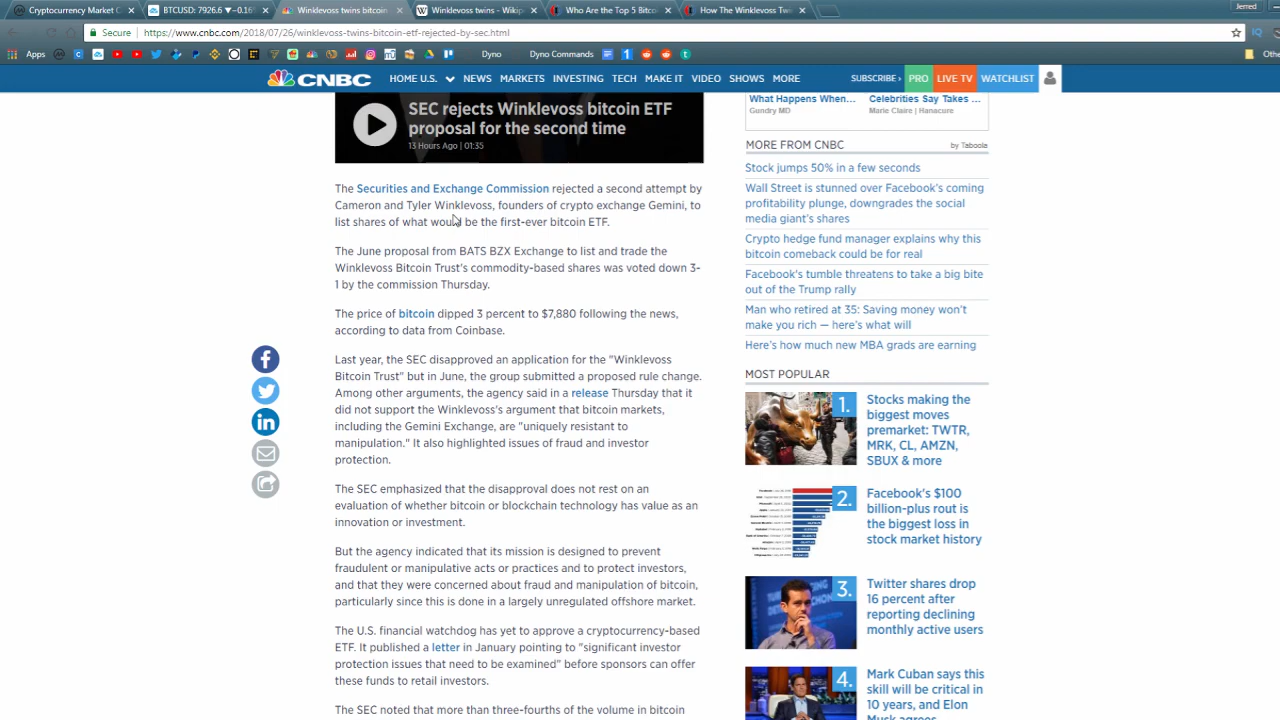 Cryptocurrency Market C
BTCUSD: 7926.6 ▼−0.16%
Winklevoss twins bitcoin
Winklevoss twins - Wikip
Who Are the Top 5 Bitco
How The Winklevoss Twi
Jerred
Secure
https://www.cnbc.com/2018/07/26/winklevoss-twins-bitcoin-etf-rejected-by-sec.html
Apps
Dyno
Dyno Commands
Othe
CNBC
HOME U.S.
NEWS
MARKETS
INVESTING
TECH
MAKE IT
VIDEO
SHOWS
MORE
SUBSCRIBE
PRO
LIVE TV
WATCHLIST
SEC rejects Winklevoss bitcoin ETF
proposal for the second time
13 Hours Ago | 01:35
The Securities and Exchange Commission rejected a second attempt by
Cameron and Tyler Winklevoss, founders of crypto exchange Gemini, to
list shares of what would be the first-ever bitcoin ETF.
The June proposal from BATS BZX Exchange to list and trade the
Winklevoss Bitcoin Trust's commodity-based shares was voted down 3-
1 by the commission Thursday.
The price of bitcoin dipped 3 percent to $7,880 following the news,
according to data from Coinbase.
Last year, the SEC disapproved an application for the "Winklevoss
Bitcoin Trust" but in June, the group submitted a proposed rule change.
Among other arguments, the agency said in a release Thursday that it
did not support the Winklevoss's argument that bitcoin markets,
including the Gemini Exchange, are "uniquely resistant to
manipulation." It also highlighted issues of fraud and investor
protection.
The SEC emphasized that the disapproval does not rest on an
evaluation of whether bitcoin or blockchain technology has value as an
innovation or investment.
But the agency indicated that its mission is designed to prevent
fraudulent or manipulative acts or practices and to protect investors,
and that they were concerned about fraud and manipulation of bitcoin,
particularly since this is done in a largely unregulated offshore market.
The U.S. financial watchdog has yet to approve a cryptocurrency-based
ETF. It published a letter in January pointing to "significant investor
protection issues that need to be examined" before sponsors can offer
these funds to retail investors.
The SEC noted that more than three-fourths of the volume in bitcoin
What Happens When...
Gundry MD
Celebrities Say Takes ...
Marie Claire | Hanacure
MORE FROM CNBC
by Taboola
Stock jumps 50% in a few seconds
Wall Street is stunned over Facebook's coming
profitability plunge, downgrades the social
media giant's shares
Crypto hedge fund manager explains why this
bitcoin comeback could be for real
Facebook's tumble threatens to take a big bite
out of the Trump rally
Man who retired at 35: Saving money won't
make you rich — here's what will
Here's how much new MBA grads are earning
MOST POPULAR
1.
Stocks making the
biggest moves
premarket: TWTR,
MRK, CL, AMZN,
SBUX & more
2.
Facebook's $100
billion-plus rout is
the biggest loss in
stock market history
3.
Twitter shares drop
16 percent after
reporting declining
monthly active users
4.
Mark Cuban says this
skill will be critical in
10 years, and Elon
Musk agrees